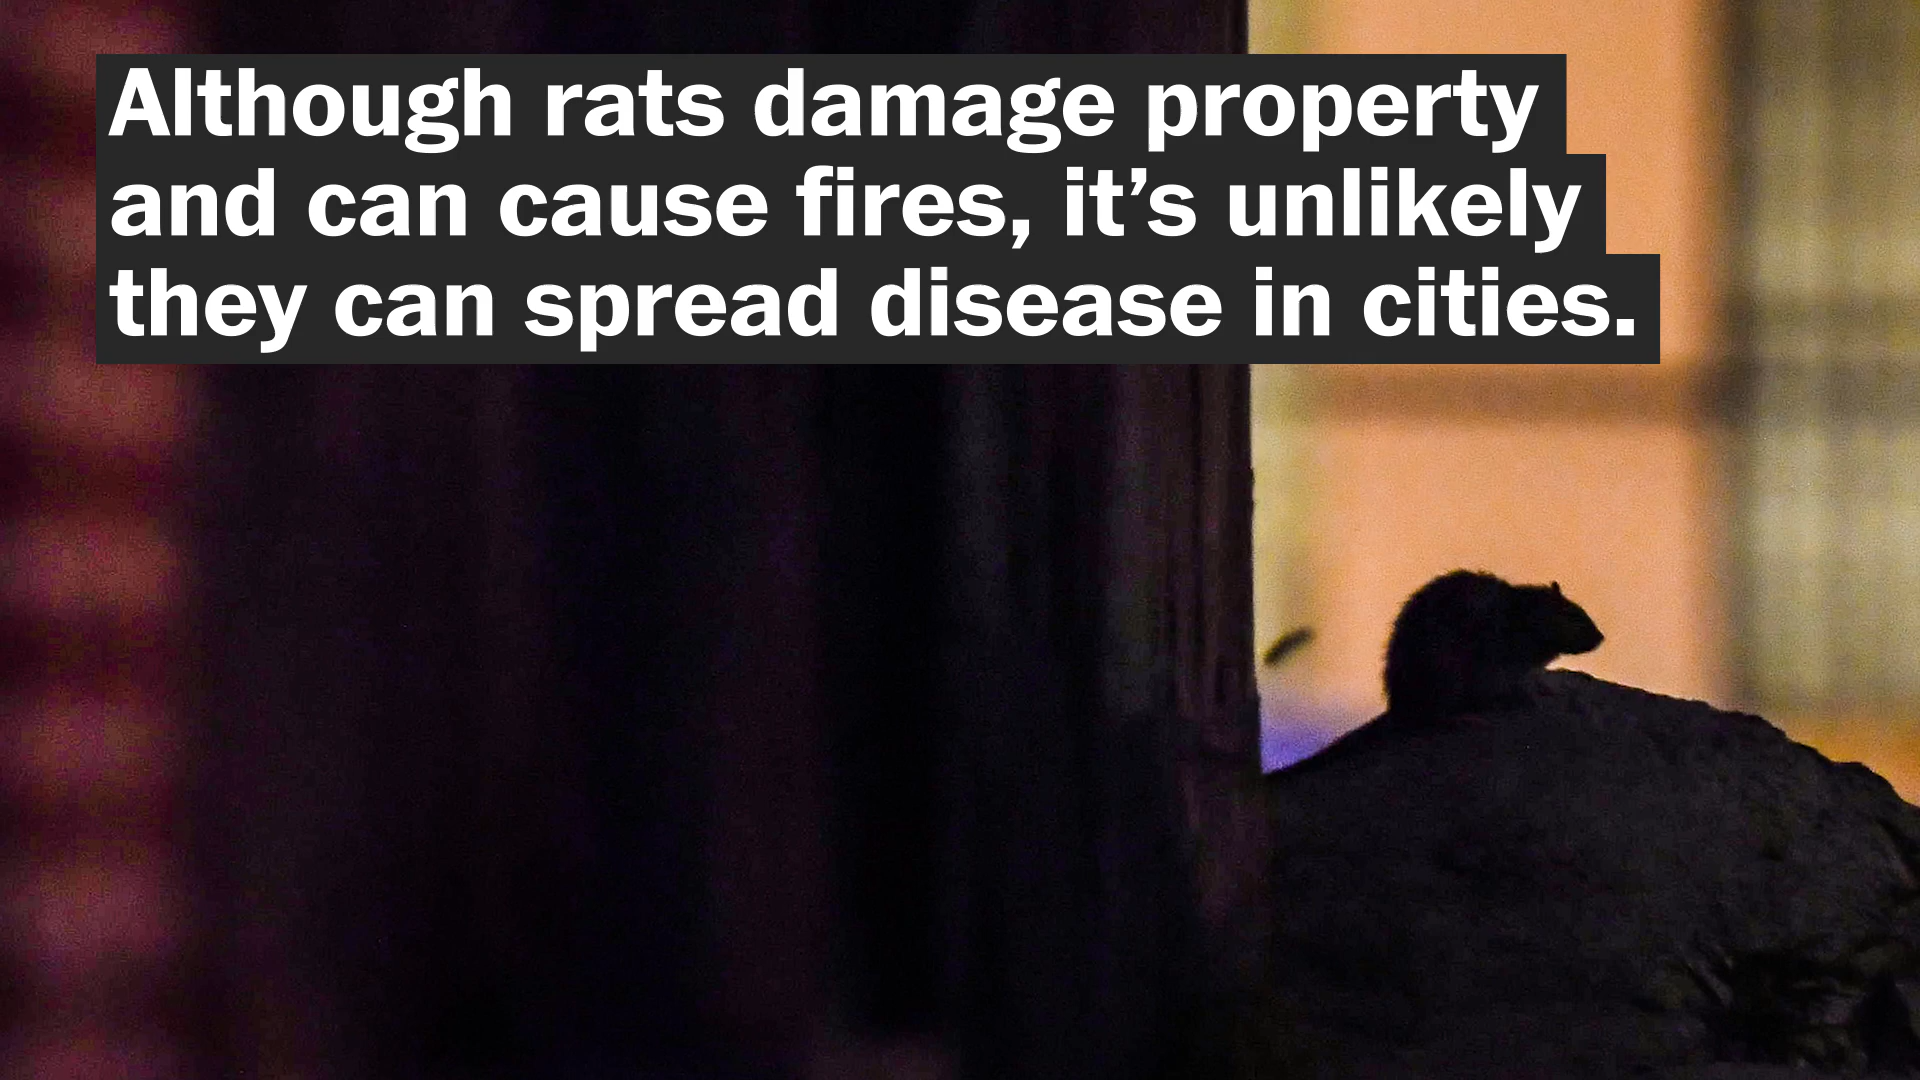 Although rats damage property
and can cause fires, it’s unlikely
they can spread disease in cities.